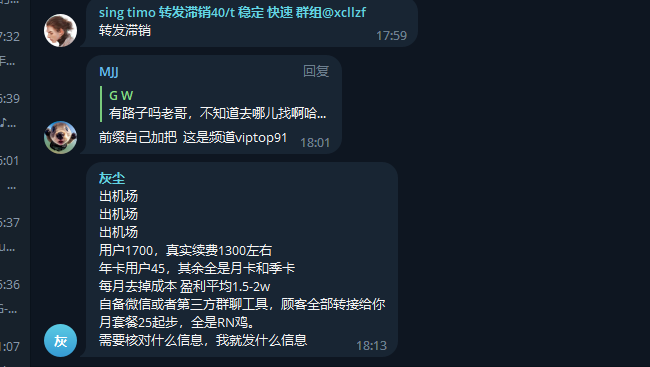 7:32
sing timo 转发滞销40/t 稳定 快速 群组@xcllzf
转发滞销
17:59
MJJ
回复
G W
有路子吗老哥，不知道去哪儿找啊哈...
前缀自己加把 这是频道viptop91
18:01
灰尘
出机场
出机场
出机场
用户1700，真实续费1300左右
年卡用户45，其余全是月卡和季卡
每月去掉成本 盈利平均1.5-2w
自备微信或者第三方群聊工具，顾客全部转接给你
月套餐25起步，全是RN鸡。
需要核对什么信息，我就发什么信息
18:13
灰
6:39
6:01
6:37
u...
5:36
G-...
1:07